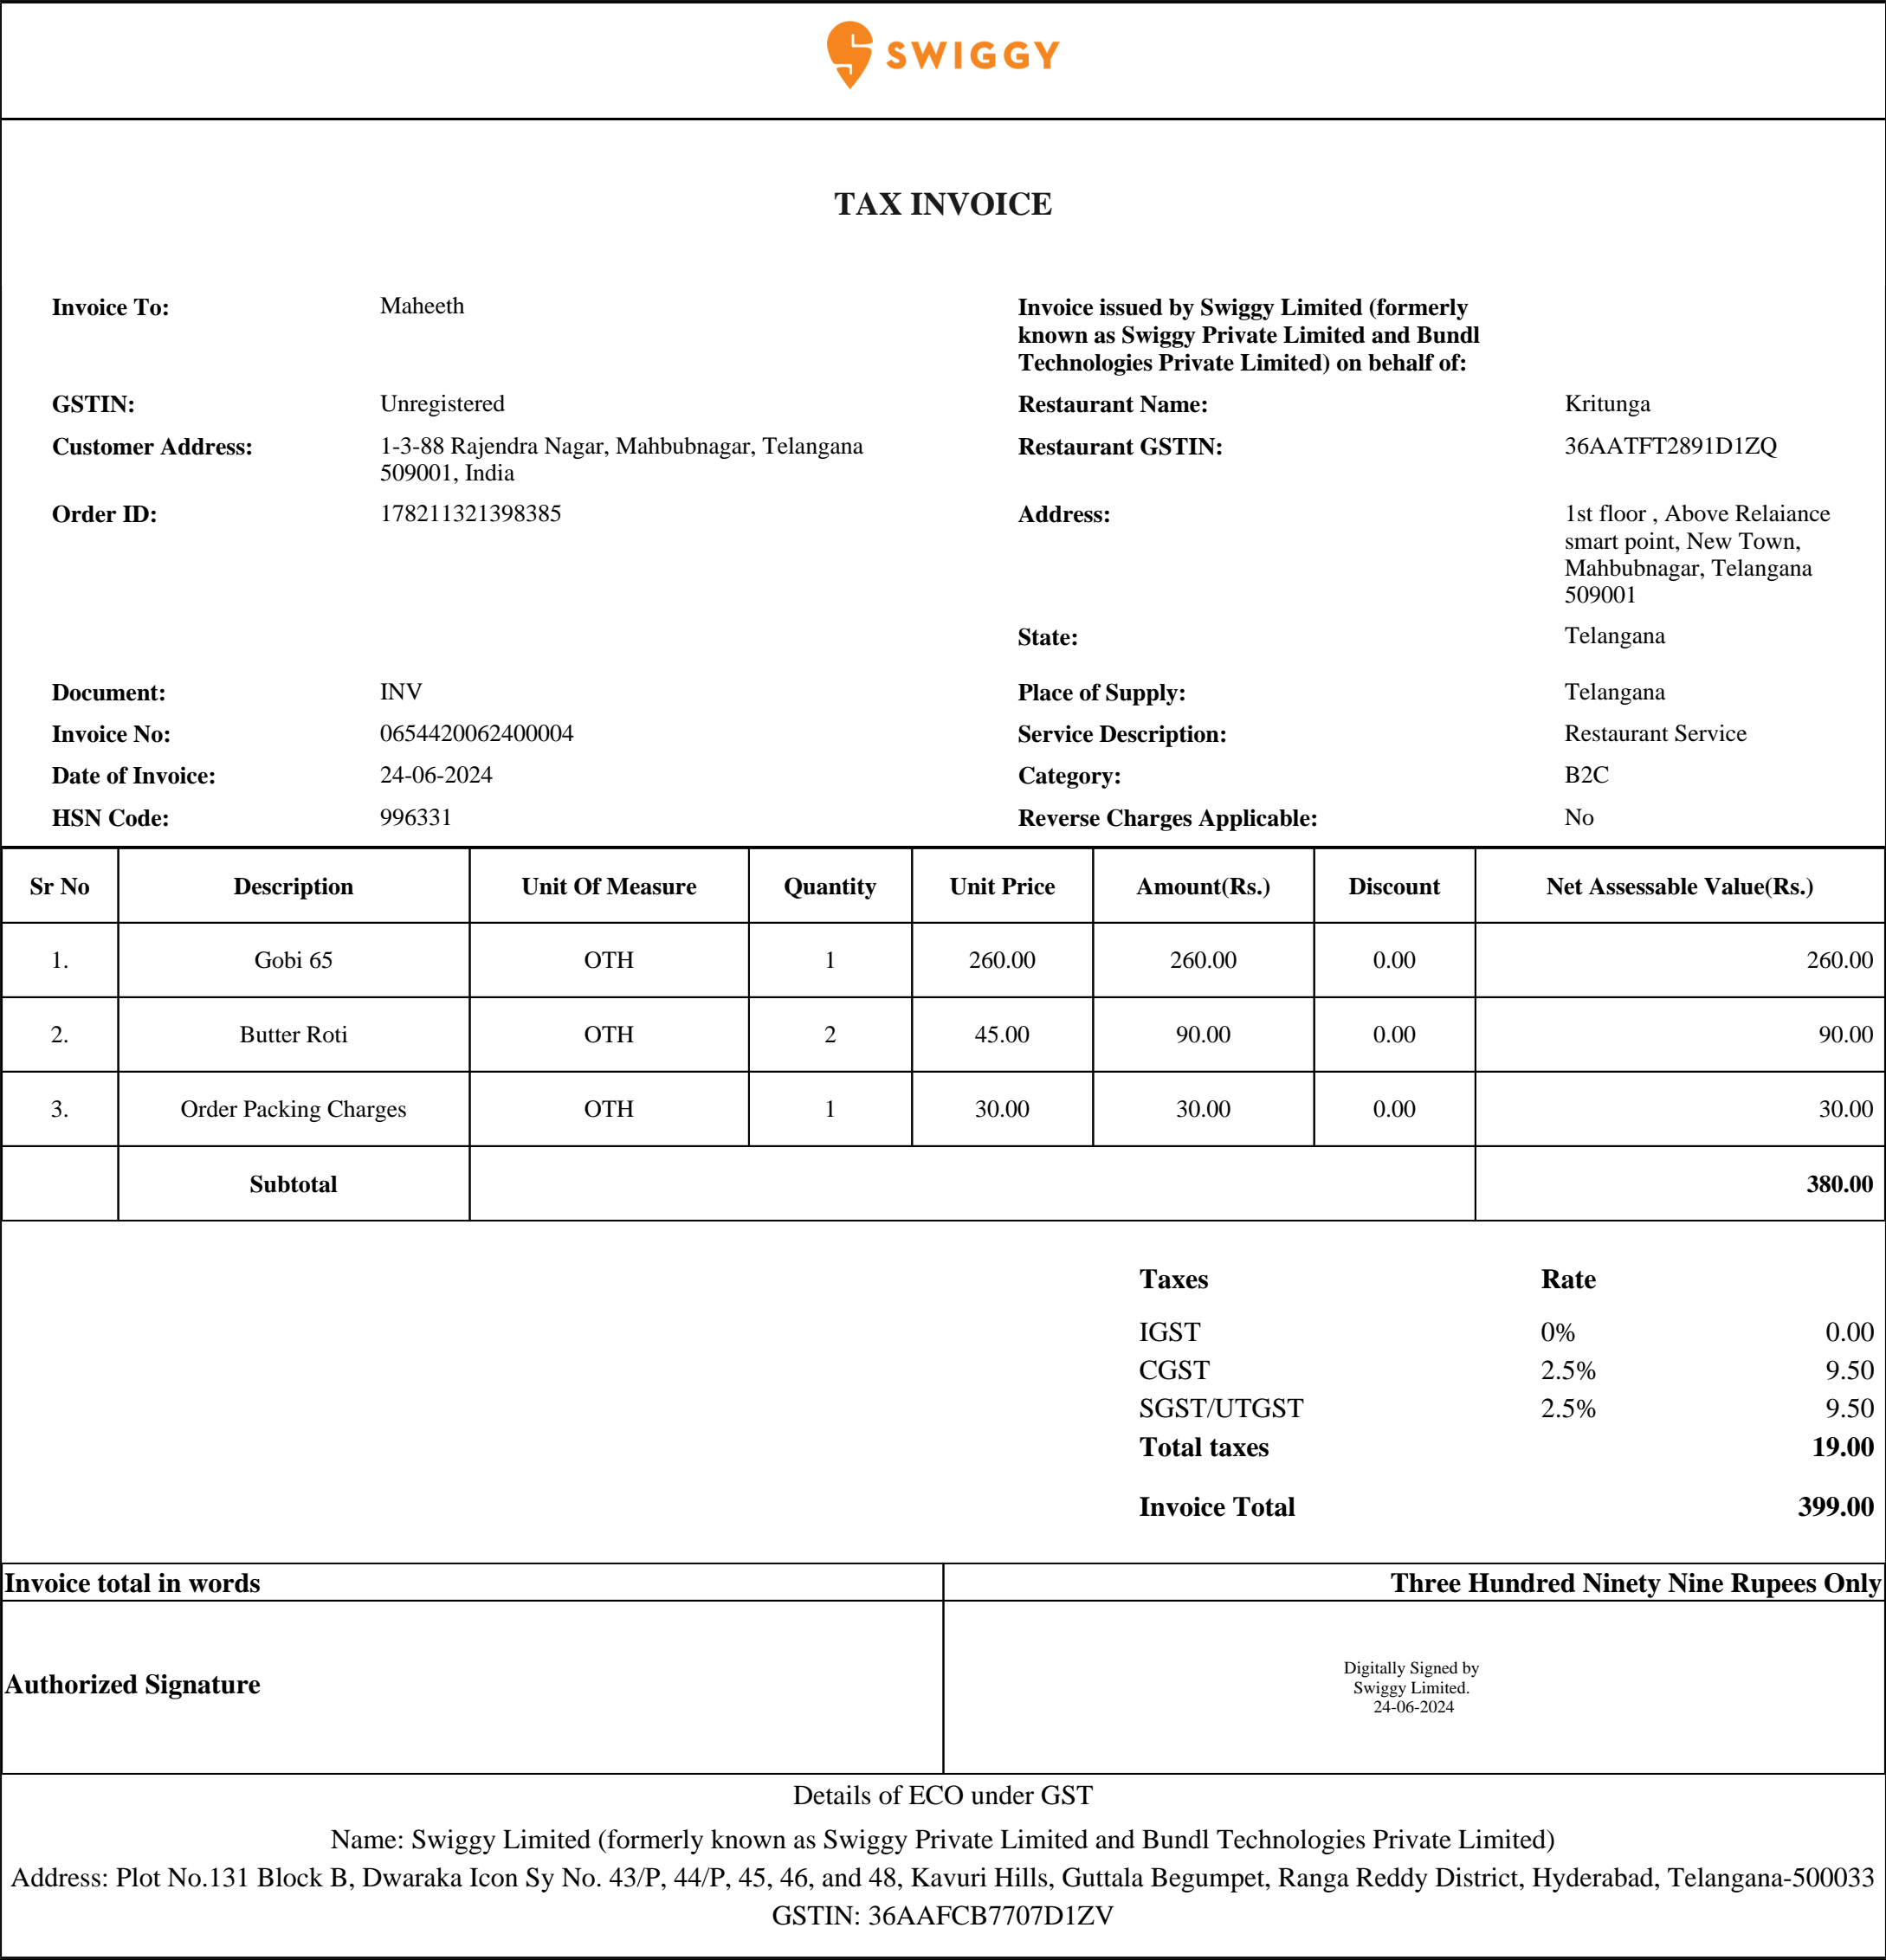 SWIGGY
TAX INVOICE
Invoice To: Maheeth
Invoice issued by Swiggy Limited (formerly
known as Swiggy Private Limited and Bundl
Technologies Private Limited) on behalf of:
GSTIN: Unregistered
Restaurant Name: Kritunga
Customer Address: 1-3-88 Rajendra Nagar, Mahbubnagar, Telangana
509001, India
Restaurant GSTIN: 36AATFT2891D1ZQ
Order ID: 178211321398385
Address: 1st floor , Above Relaiance
smart point, New Town,
Mahbubnagar, Telangana
509001
State: Telangana
Document: INV
Place of Supply: Telangana
Invoice No: 0654420062400004
Service Description: Restaurant Service
Date of Invoice: 24-06-2024
Category: B2C
HSN Code: 996331
Reverse Charges Applicable: No
Sr No Description Unit Of Measure Quantity Unit Price Amount(Rs.) Discount Net Assessable Value(Rs.)
1. Gobi 65 OTH 1 260.00 260.00 0.00 260.00
2. Butter Roti OTH 2 45.00 90.00 0.00 90.00
3. Order Packing Charges OTH 1 30.00 30.00 0.00 30.00
Subtotal 380.00
Taxes Rate
IGST 0% 0.00
CGST 2.5% 9.50
SGST/UTGST 2.5% 9.50
Total taxes 19.00
Invoice Total 399.00
Invoice total in words Three Hundred Ninety Nine Rupees Only
Authorized Signature
Digitally Signed by
Swiggy Limited.
24-06-2024
Details of ECO under GST
Name: Swiggy Limited (formerly known as Swiggy Private Limited and Bundl Technologies Private Limited)
Address: Plot No.131 Block B, Dwaraka Icon Sy No. 43/P, 44/P, 45, 46, and 48, Kavuri Hills, Guttala Begumpet, Ranga Reddy District, Hyderabad, Telangana-500033
GSTIN: 36AAFCB7707D1ZV